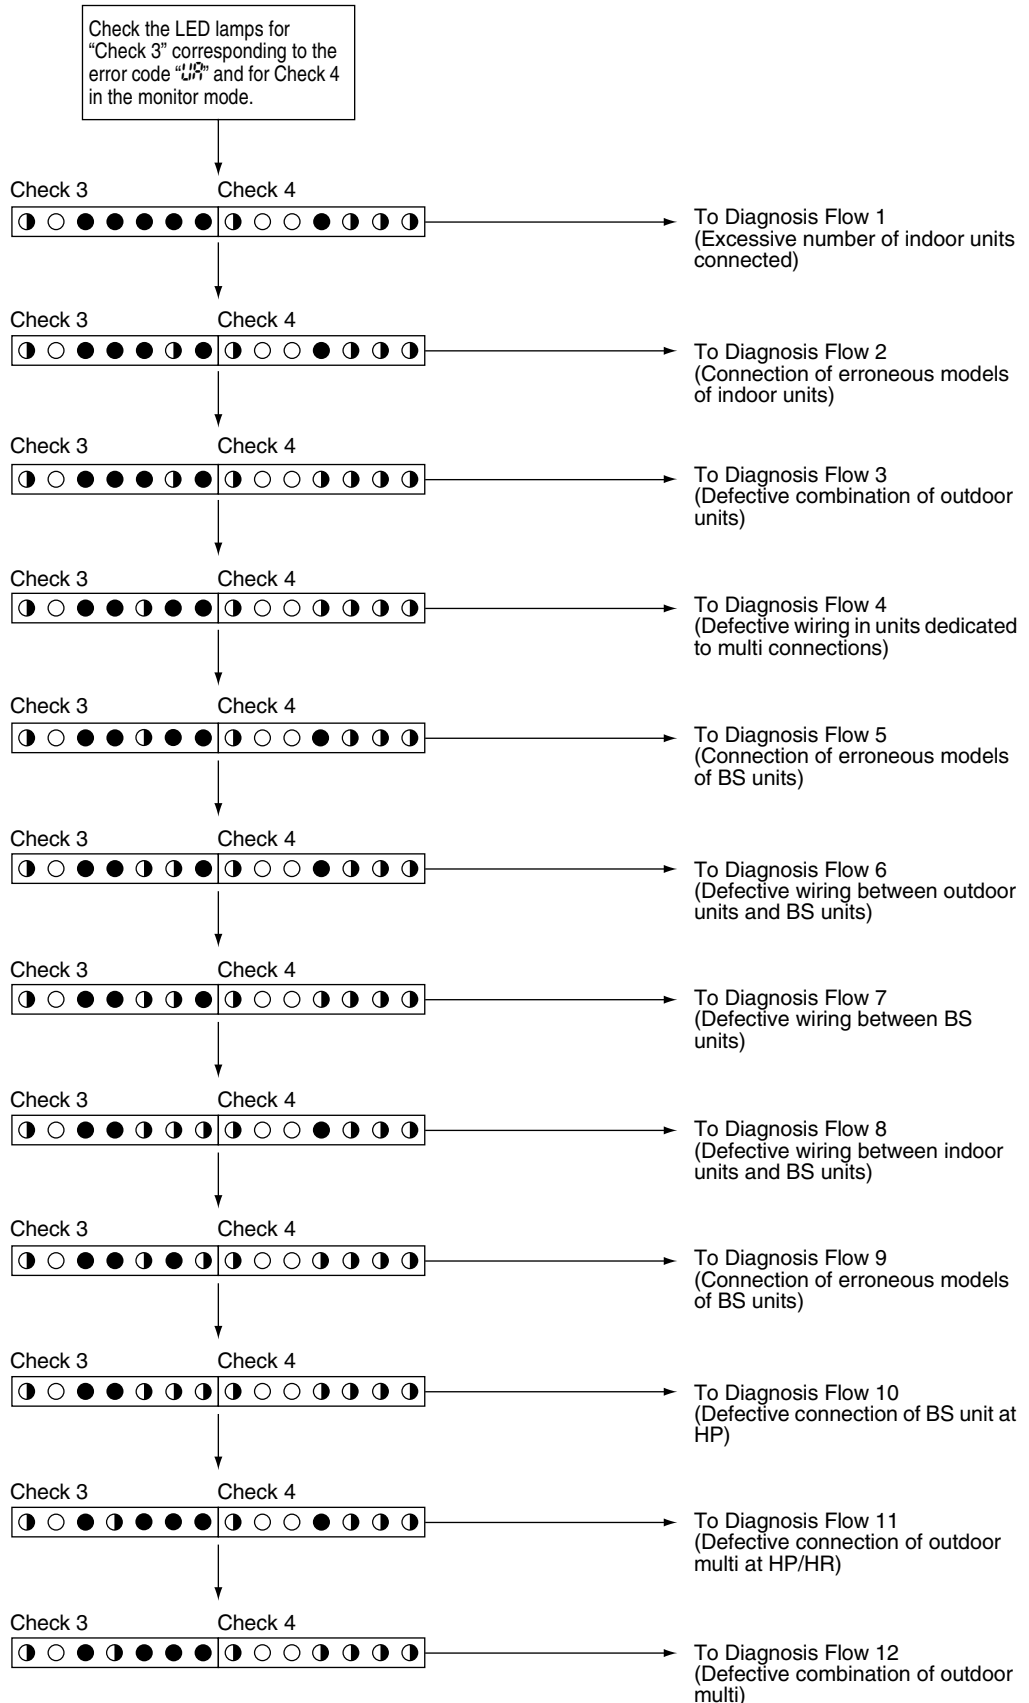 Check the LED lamps for
“Check 3” corresponding to the
error code “UA” and for Check 4
in the monitor mode.
Check 3 Check 4
To Diagnosis Flow 1
(Excessive number of indoor units
connected)
Check 3 Check 4
To Diagnosis Flow 2
(Connection of erroneous models
of indoor units)
Check 3 Check 4
To Diagnosis Flow 3
(Defective combination of outdoor
units)
Check 3 Check 4
To Diagnosis Flow 4
(Defective wiring in units dedicated
to multi connections)
Check 3 Check 4
To Diagnosis Flow 5
(Connection of erroneous models
of BS units)
Check 3 Check 4
To Diagnosis Flow 6
(Defective wiring between outdoor
units and BS units)
Check 3 Check 4
To Diagnosis Flow 7
(Defective wiring between BS
units)
Check 3 Check 4
To Diagnosis Flow 8
(Defective wiring between indoor
units and BS units)
Check 3 Check 4
To Diagnosis Flow 9
(Connection of erroneous models
of BS units)
Check 3 Check 4
To Diagnosis Flow 10
(Defective connection of BS unit at
HP)
Check 3 Check 4
To Diagnosis Flow 11
(Defective connection of outdoor
multi at HP/HR)
Check 3 Check 4
To Diagnosis Flow 12
(Defective combination of outdoor
multi)